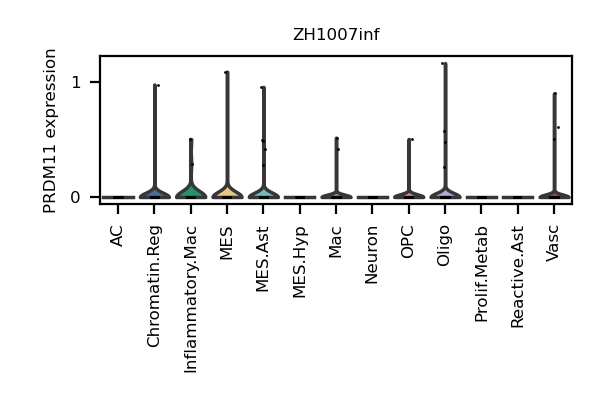 ZH1007inf
PRDM11 expression
1
0
AC
Chromatin.Reg
Inflammatory.Mac
MES
MES.Ast
MES.Hyp
Mac
Neuron
OPC
Oligo
Prolif.Metab
Reactive.Ast
Vasc